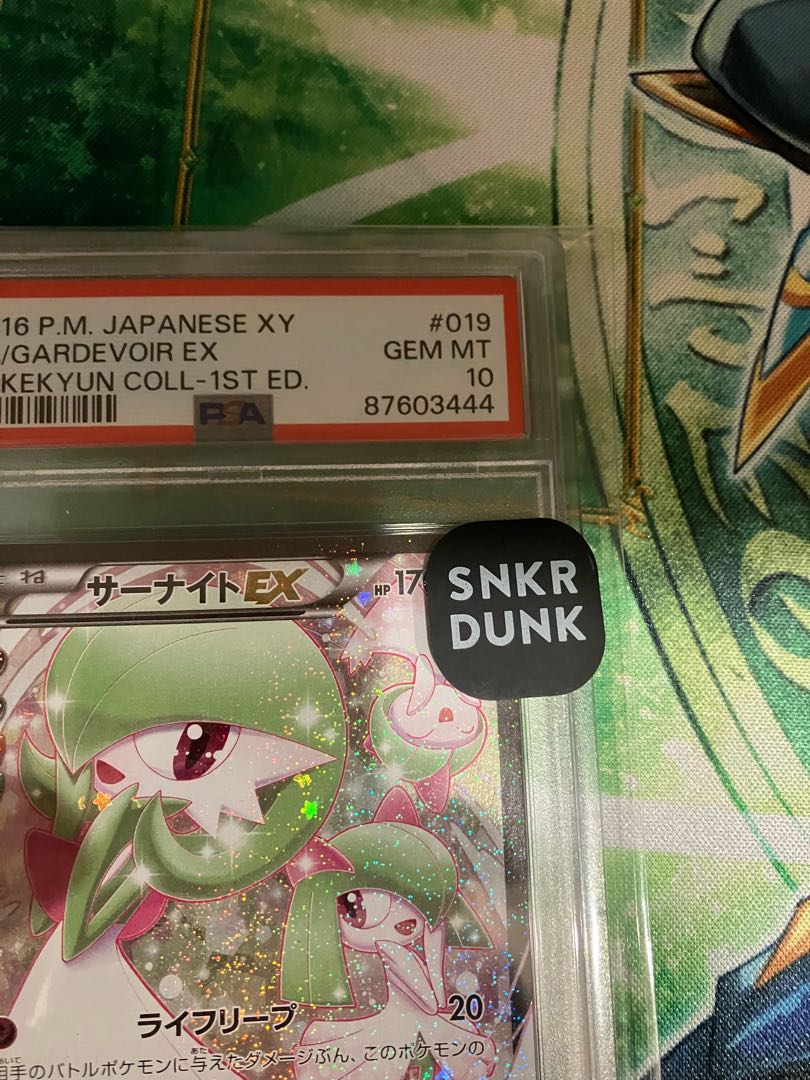 16 P.M. JAPANESE XY #019
/GARDEVOIR EX GEM MT
KEKYUN COLL-1ST ED. 10
PSA 87603444
ね サーナイトEX HP17
SNKR
DUNK
ライフリープ 20
相手のバトルポケモンに与えたダメージぶん、このポケモンの